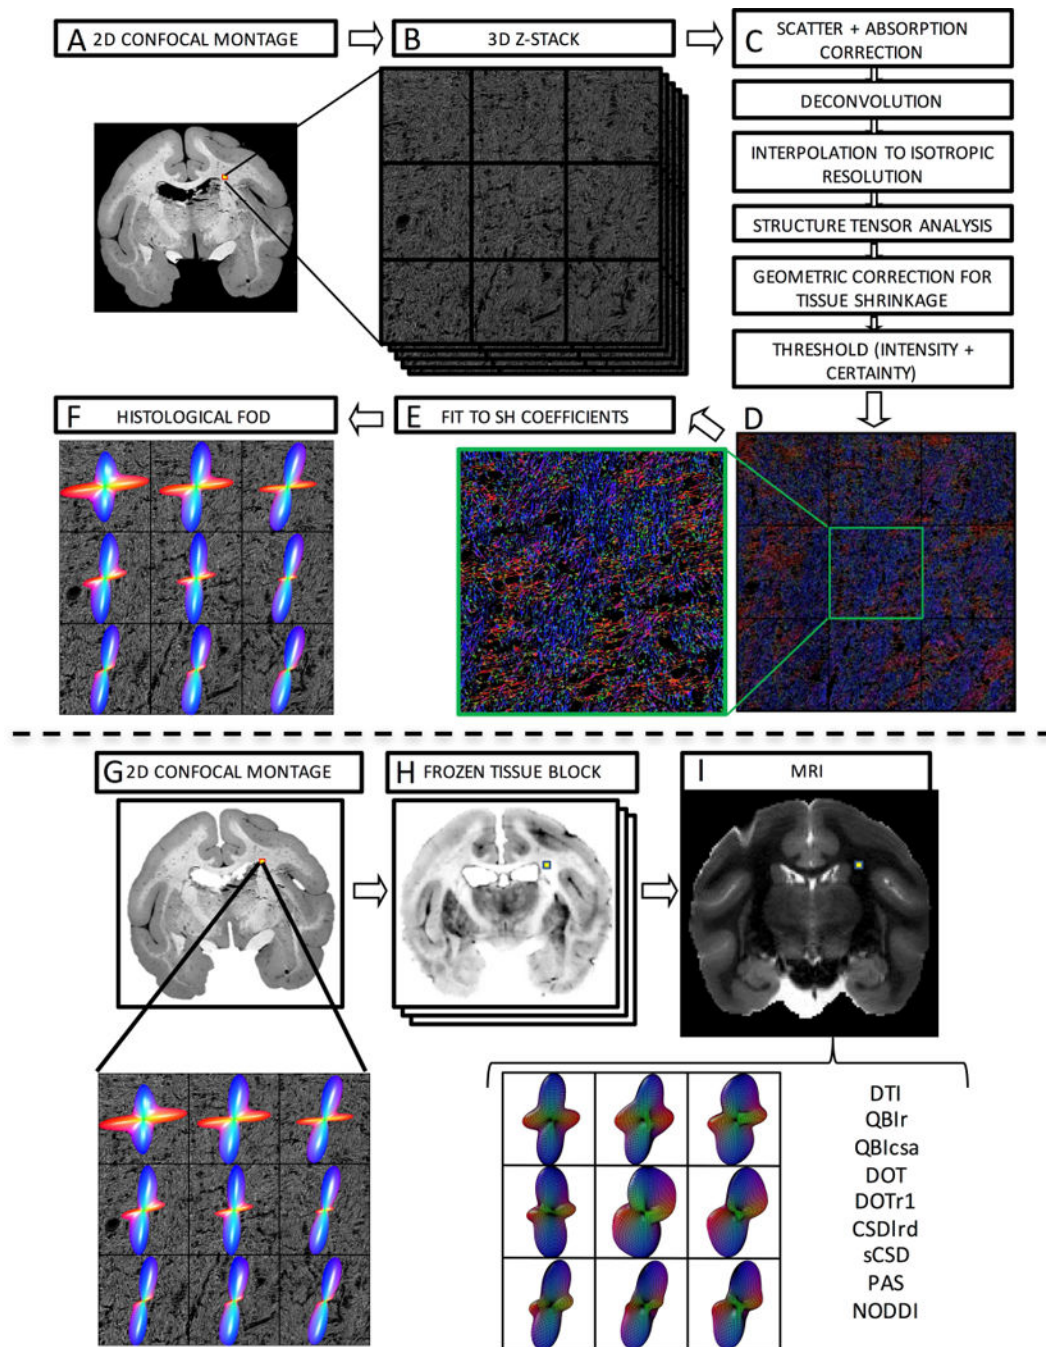 A 2D CONFOCAL MONTAGE
B 3D Z-STACK
C SCATTER + ABSORPTION
CORRECTION
DECONVOLUTION
INTERPOLATION TO ISOTROPIC
RESOLUTION
STRUCTURE TENSOR ANALYSIS
GEOMETRIC CORRECTION FOR
TISSUE SHRINKAGE
THRESHOLD (INTENSITY +
CERTAINTY)
F HISTOLOGICAL FOD
E FIT TO SH COEFFICIENTS
D
G 2D CONFOCAL MONTAGE
H FROZEN TISSUE BLOCK
I MRI
DTI
QBIr
QBIcsa
DOT
DOTr1
CSDlrd
sCSD
PAS
NODDI